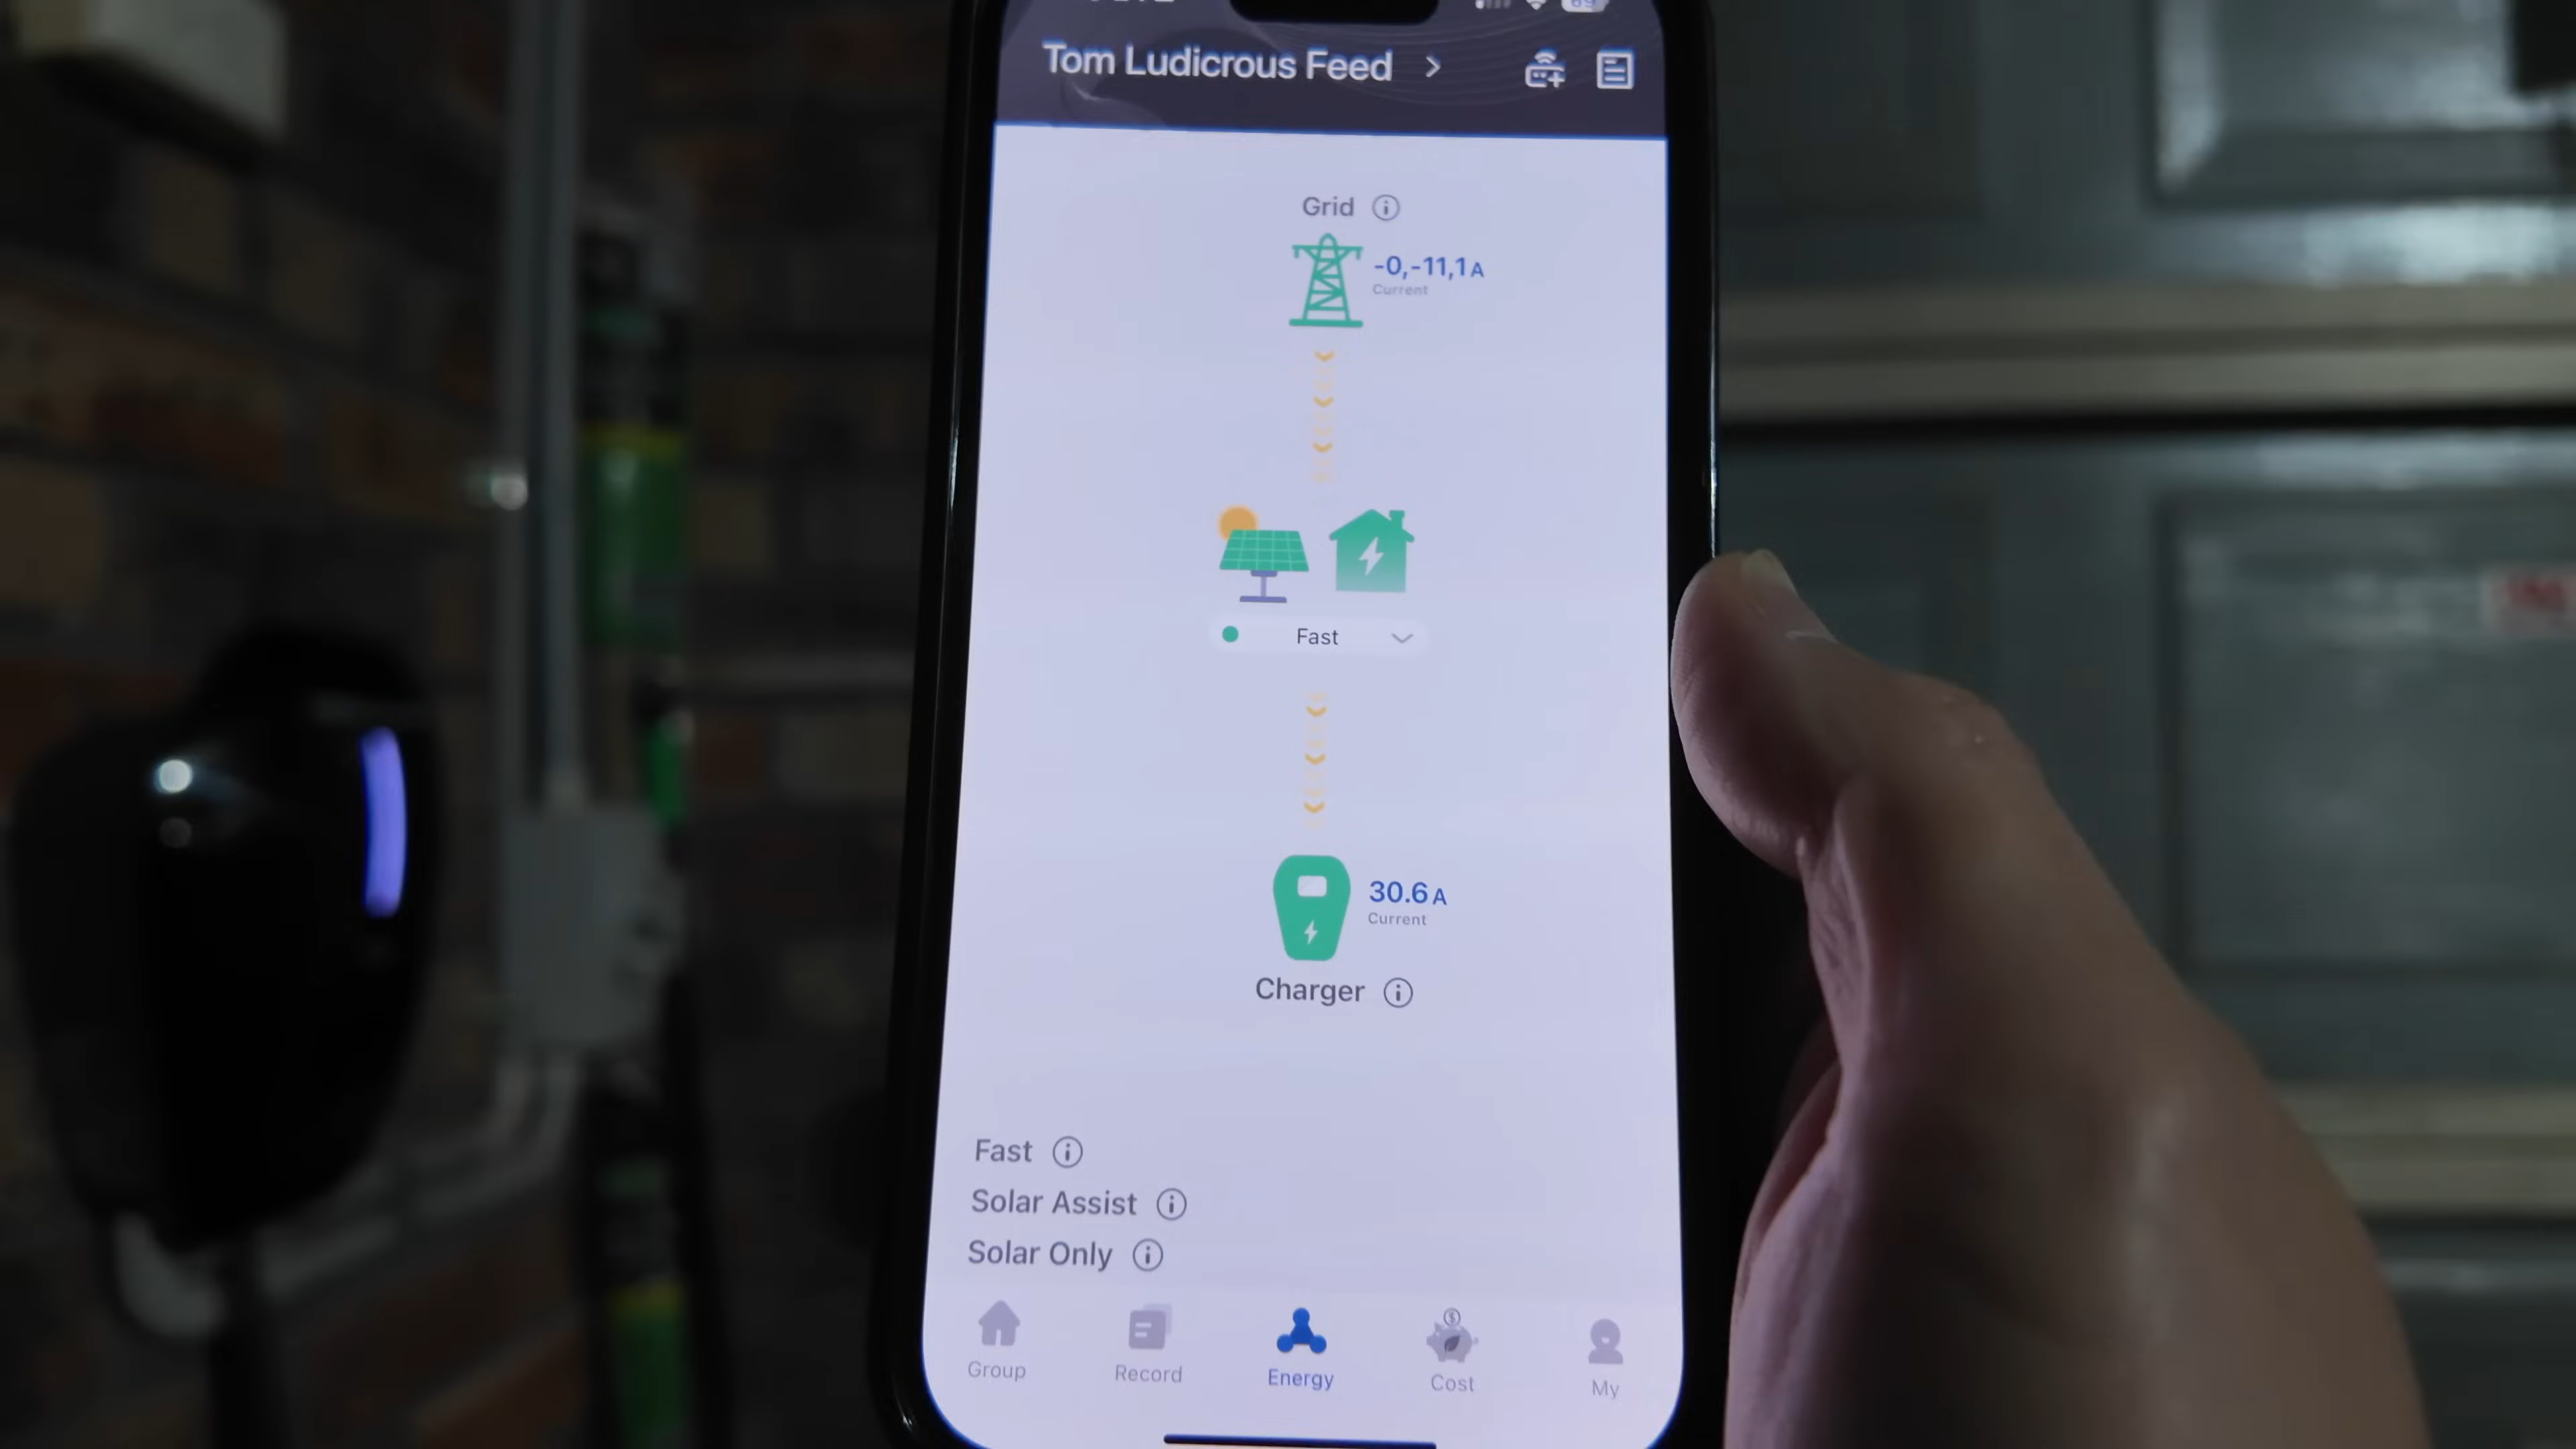 Tom Ludicrous Feed
Grid
-0,-11,1A
Current
Fast
30.6A
Current
Charger
Fast
Solar Assist
Solar Only
Group
Record
Energy
Cost
My